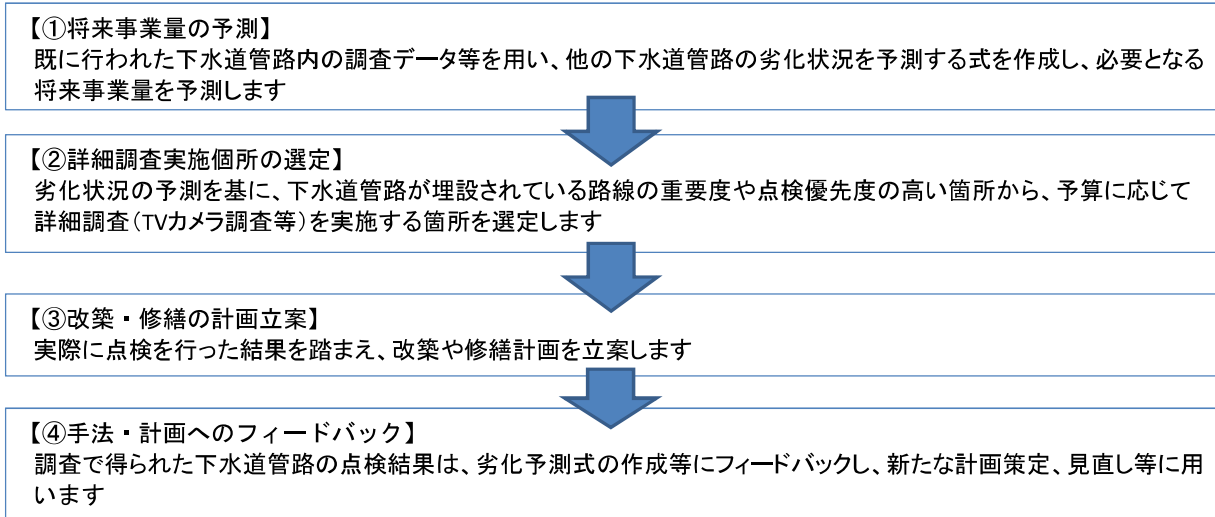 【①将来事業量の予測】
既に行われた下水道管路内の調査データ等を用い、他の下水道管路の劣化状況を予測する式を作成し、必要となる
将来事業量を予測します
【②詳細調査実施個所の選定】
劣化状況の予測を基に、下水道管路が埋設されている路線の重要度や点検優先度の高い箇所から、予算に応じて
詳細調査(TVカメラ調査等)を実施する箇所を選定します
【③改築・修繕の計画立案】
実際に点検を行った結果を踏まえ、改築や修繕計画を立案します
【④手法・計画へのフィードバック】
調査で得られた下水道管路の点検結果は、劣化予測式の作成等にフィードバックし、新たな計画策定、見直し等に用
います